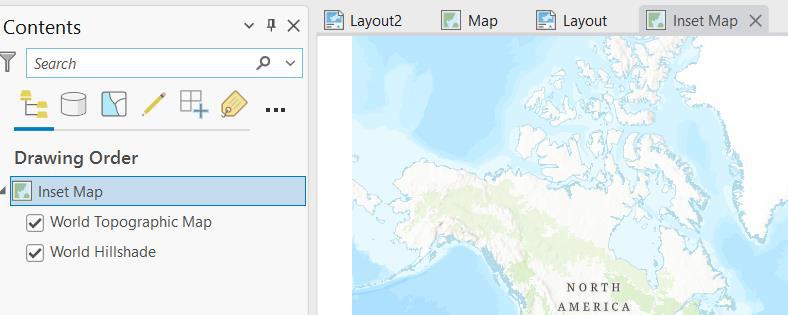 Contents
Layout2
Map
Layout
Inset Map
Search
Drawing Order
Inset Map
World Topographic Map
World Hillshade
NORTH
AMERICA